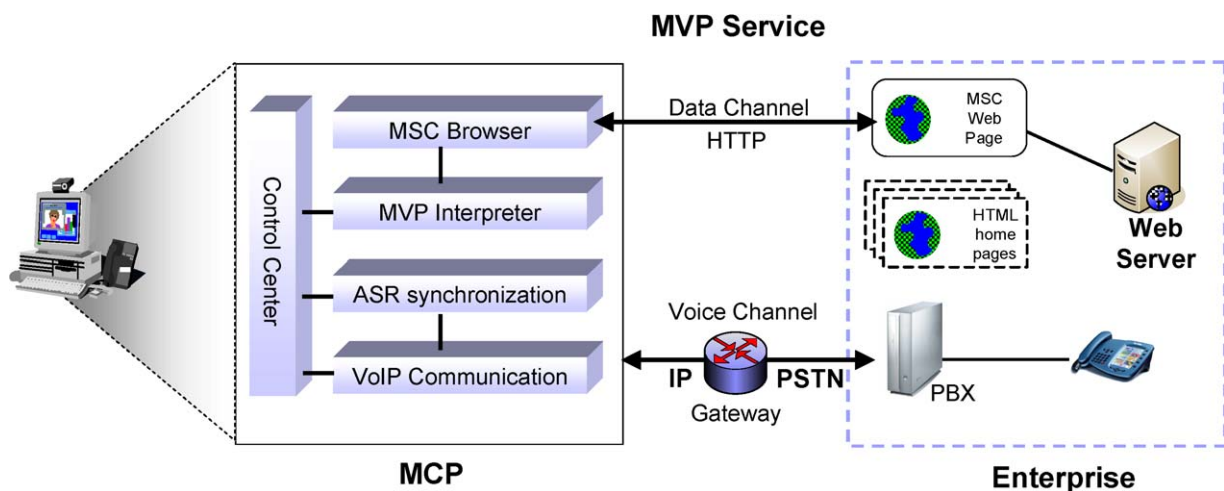 MVP Service
Control Center
MSC Browser
MVP Interpreter
ASR synchronization
VoIP Communication
MCP
Data Channel
HTTP
Voice Channel
IP
PSTN
Gateway
MSC
Web
Page
HTML
home
pages
Web
Server
PBX
Enterprise